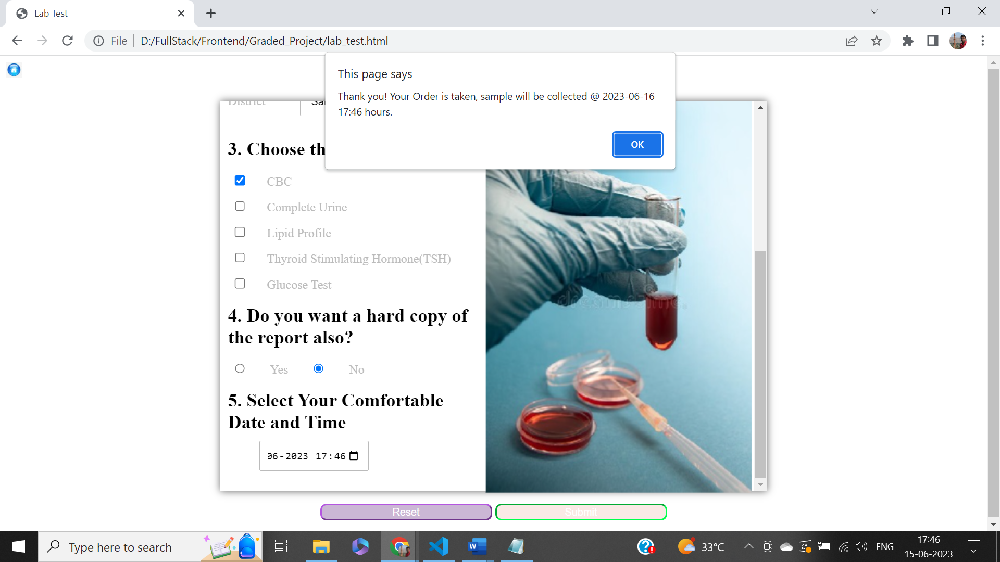 Lab Test
File
D:/FullStack/Frontend/Graded_Project/lab_test.html
This page says
Thank you! Your Order is taken, sample will be collected @ 2023-06-16
17:46 hours.
OK
District
3. Choose th
CBC
Complete Urine
Lipid Profile
Thyroid Stimulating Hormone(TSH)
Glucose Test
4. Do you want a hard copy of
the report also?
Yes No
5. Select Your Comfortable
Date and Time
06-2023 17:46
dreamstime.
Reset Submit
Type here to search
33°C
ENG
17:46
15-06-2023